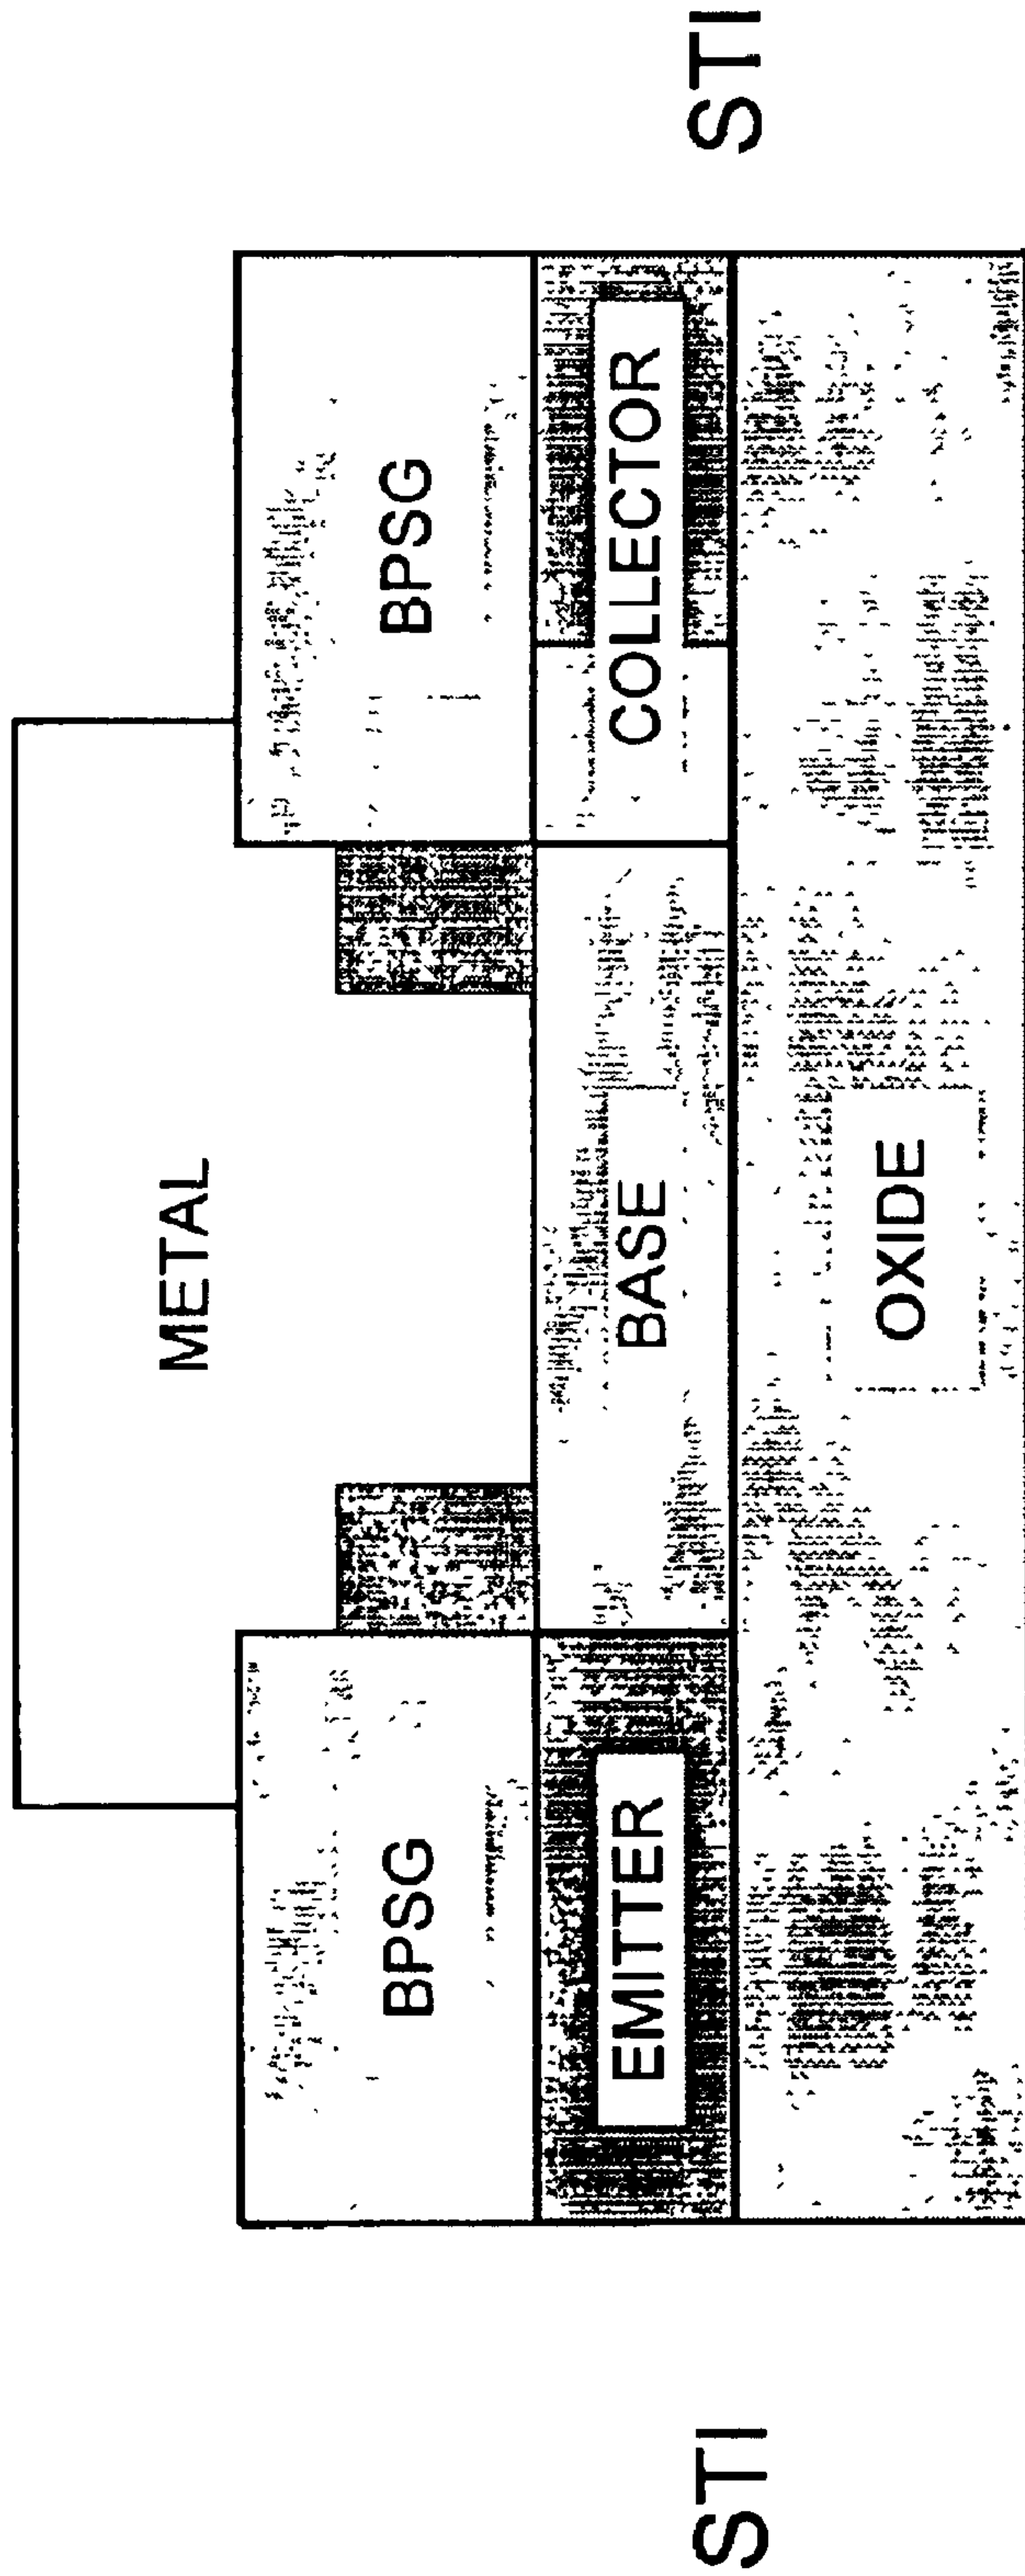 METAL
BPSG
BPSG
STI
EMITTER
BASE
COLLECTOR
STI
OXIDE